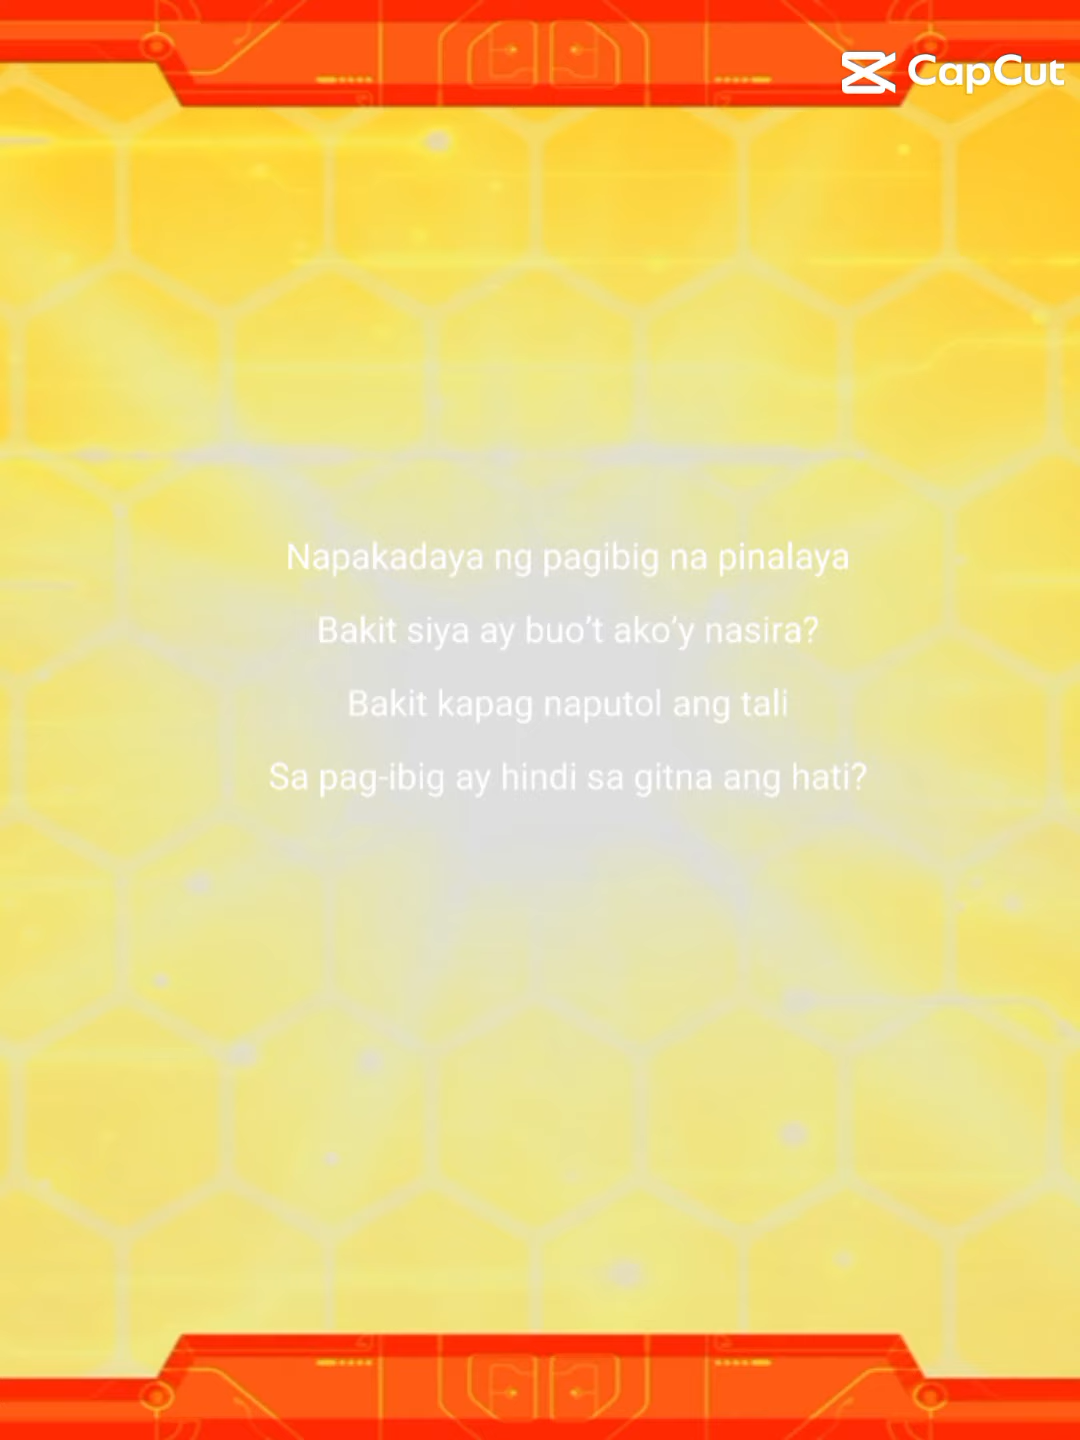 CapCut
Napakadaya ng pagibig na pinalaya
Bakit siya ay buo't ako'y nasira?
Bakit kapag naputol ang tali
Sa pag-ibig ay hindi sa gitna ang hati?